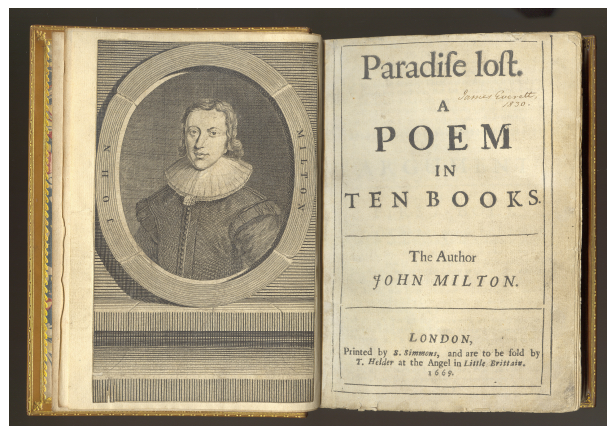 JOHN MILTON
Paradiſe loſt.
James Everett,
1830.
A
POEM
IN
TEN BOOKS.
The Author
JOHN MILTON.
LONDON,
Printed by S. Simmons, and are to be ſold by
T. Helder at the Angel in Little Brittain.
1669.